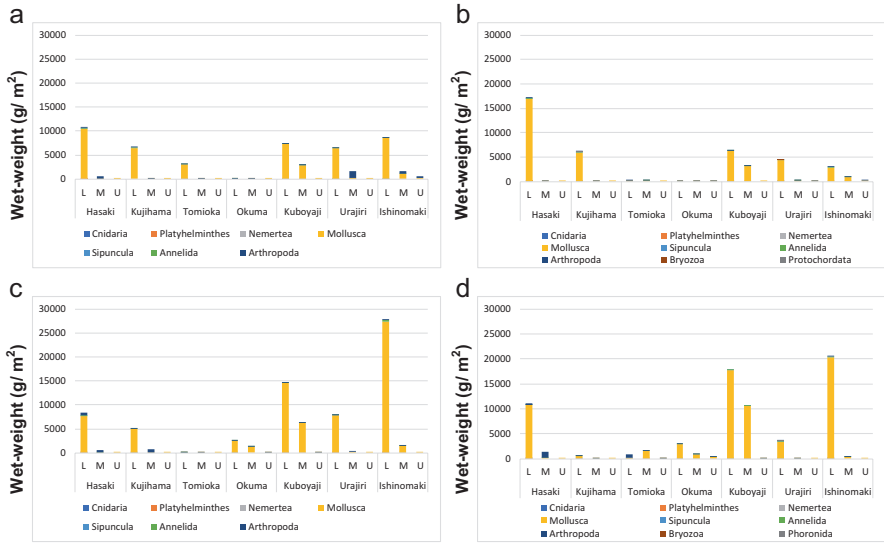 a
Wet-weight (g/ m²)
30000
25000
20000
15000
10000
5000
0
L M U L M U L M U L M U L M U L M U L M U
Hasaki Kujihama Tomioka Okuma Kuboyaji Urajiri Ishinomaki
Cnidaria Platyhelminthes Nemertea Mollusca
Sipuncula Annelida Arthropoda
b
Wet-weight (g/ m²)
30000
25000
20000
15000
10000
5000
0
L M U L M U L M U L M U L M U L M U L M U
Hasaki Kujihama Tomioka Okuma Kuboyaji Urajiri Ishinomaki
Cnidaria Platyhelminthes Nemertea
Mollusca Sipuncula Annelida
Arthropoda Bryozoa Protochordata
c
Wet-weight (g/ m²)
30000
25000
20000
15000
10000
5000
0
L M U L M U L M U L M U L M U L M U L M U
Hasaki Kujihama Tomioka Okuma Kuboyaji Urajiri Ishinomaki
Cnidaria Platyhelminthes Nemertea Mollusca
Sipuncula Annelida Arthropoda
d
Wet-weight (g/ m²)
30000
25000
20000
15000
10000
5000
0
L M U L M U L M U L M U L M U L M U L M U
Hasaki Kujihama Tomioka Okuma Kuboyaji Urajiri Ishinomaki
Cnidaria Platyhelminthes Nemertea
Mollusca Sipuncula Annelida
Arthropoda Bryozoa Phoronida